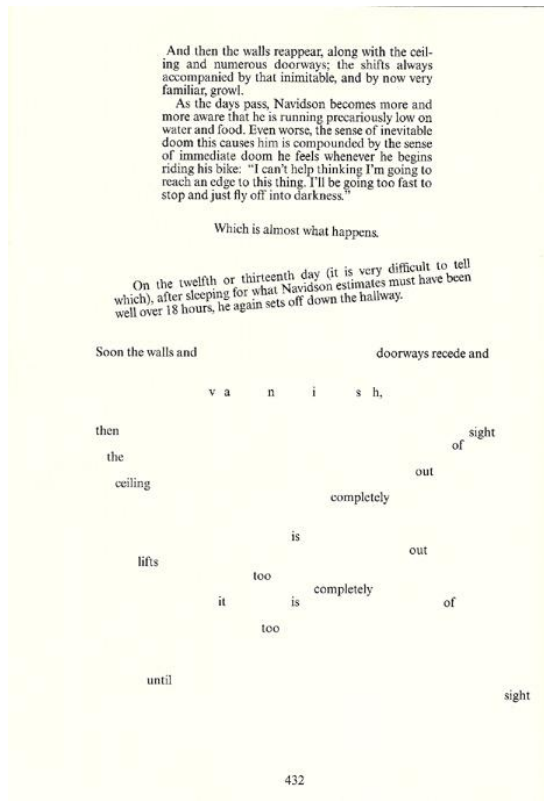 And then the walls reappear, along with the ceil-
ing and numerous doorways; the shifts always
accompanied by that inimitable, and by now very
familiar, growl.
As the days pass, Navidson becomes more and
more aware that he is running precariously low on
water and food. Even worse, the sense of inevitable
doom this causes him is compounded by the sense
of immediate doom he feels whenever he begins
riding his bike: "I can't help thinking I'm going to
reach an edge to this thing. I'll be going too fast to
stop and just fly off into darkness."
Which is almost what happens.
On the twelfth or thirteenth day (it is very difficult to tell
which), after sleeping for what Navidson estimates must have been
well over 18 hours, he again sets off down the hallway.
Soon the walls and doorways recede and
v a n i s h,
then sight
of
the
out
ceiling
completely
is
out
lifts
too
completely
it is of
too
until
sight
432